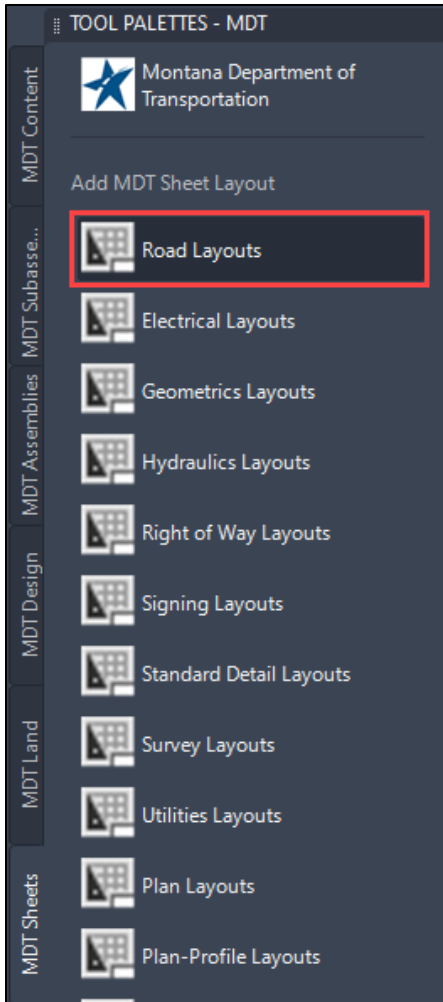 TOOL PALETTES - MDT
Montana Department of
Transportation
Add MDT Sheet Layout
Road Layouts
Electrical Layouts
Geometrics Layouts
Hydraulics Layouts
Right of Way Layouts
Signing Layouts
Standard Detail Layouts
Survey Layouts
Utilities Layouts
Plan Layouts
Plan-Profile Layouts
MDT Content
MDT Subasse...
MDT Assemblies
MDT Design
MDT Land
MDT Sheets